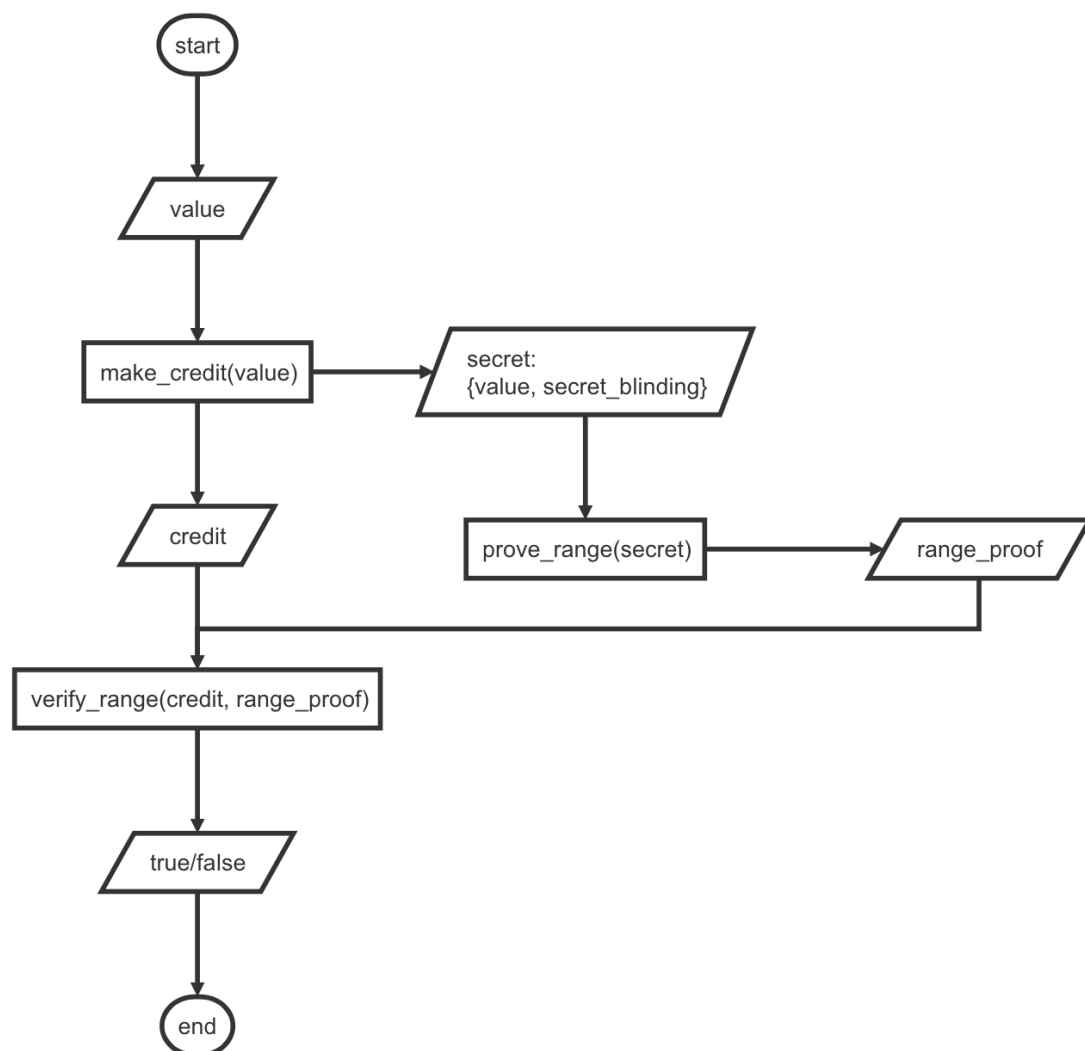 start
value
make_credit(value)
secret:
{value, secret_blinding}
credit
prove_range(secret)
range_proof
verify_range(credit, range_proof)
true/false
end